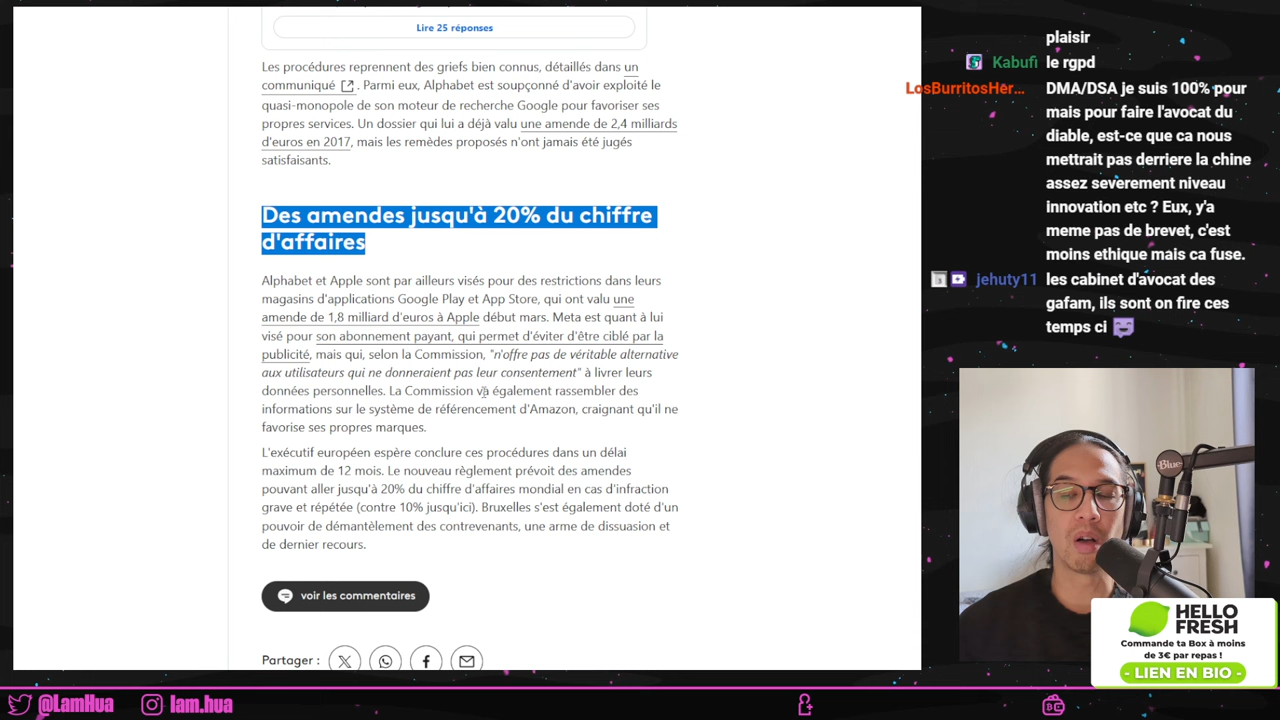 Lire 25 réponses
Les procédures reprennent des griefs bien connus, détaillés dans un
communiqué . Parmi eux, Alphabet est soupçonné d'avoir exploité le
quasi-monopole de son moteur de recherche Google pour favoriser ses
propres services. Un dossier qui lui a déjà valu une amende de 2,4 milliards
d'euros en 2017, mais les remèdes proposés n'ont jamais été jugés
satisfaisants.
Des amendes jusqu'à 20% du chiffre
d'affaires
Alphabet et Apple sont par ailleurs visés pour des restrictions dans leurs
magasins d'applications Google Play et App Store, qui ont valu une
amende de 1,8 milliard d'euros à Apple début mars. Meta est quant à lui
visé pour son abonnement payant, qui permet d'éviter d'être ciblé par la
publicité, mais qui, selon la Commission, "n'offre pas de véritable alternative
aux utilisateurs qui ne donneraient pas leur consentement" à livrer leurs
données personnelles. La Commission va également rassembler des
informations sur le système de référencement d'Amazon, craignant qu'il ne
favorise ses propres marques.
L'exécutif européen espère conclure ces procédures dans un délai
maximum de 12 mois. Le nouveau règlement prévoit des amendes
pouvant aller jusqu'à 20% du chiffre d'affaires mondial en cas d'infraction
grave et répétée (contre 10% jusqu'ici). Bruxelles s'est également doté d'un
pouvoir de démantèlement des contrevenants, une arme de dissuasion et
de dernier recours.
voir les commentaires
Partager :
plaisir
Kabufi le rgpd
LosBurritosHer... DMA/DSA je suis 100% pour
mais pour faire l'avocat du
diable, est-ce que ca nous
mettrait pas derriere la chine
assez severement niveau
innovation etc ? Eux, y'a
meme pas de brevet, c'est
moins ethique mais ca fuse.
jehuty11 les cabinet d'avocat des
gafam, ils sont on fire ces
temps ci
Blue
HELLO
FRESH
Commande ta Box à moins
de 3€ par repas !
- LIEN EN BIO -
@LamHua
lam.hua